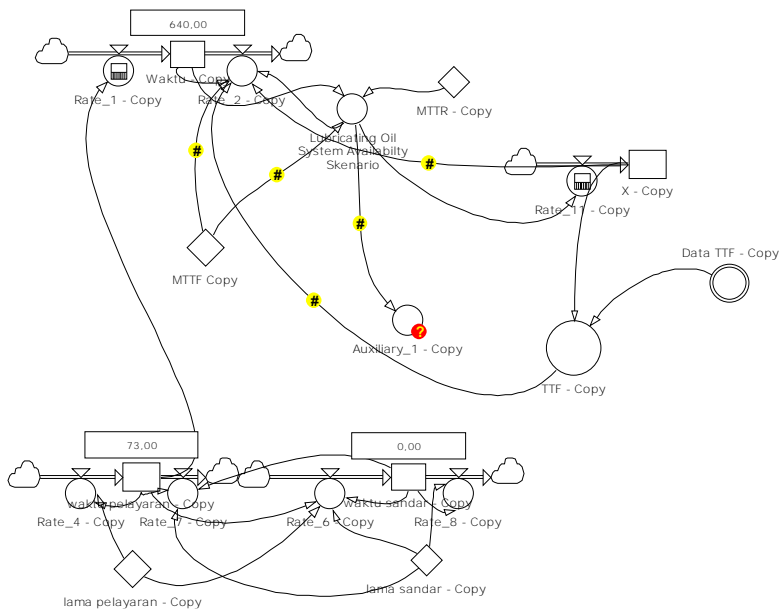 640,00
Waktu - Copy
Rate_1 - Copy
Rate_2 - Copy
MTTR - Copy
Lubricating Oil
System Availabilty
Skenario
#
#
#
#
X - Copy
Rate_11 - Copy
MTTF Copy
Data TTF - Copy
#
?
Auxiliary_1 - Copy
TTF - Copy
73,00
0,00
waktu pelayaran - Copy
waktu sandar - Copy
Rate_4 - Copy
Rate_7 - Copy
Rate_6 - Copy
Rate_8 - Copy
lama pelayaran - Copy
lama sandar - Copy